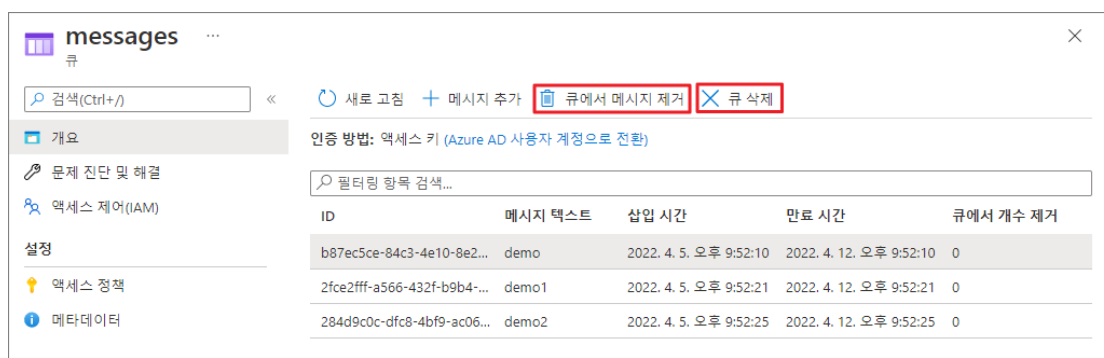 messages ...
큐
검색(Ctrl+/)
«
개요
문제 진단 및 해결
액세스 제어(IAM)
설정
액세스 정책
메타데이터
새로 고침 메시지 추가 큐에서 메시지 제거 큐 삭제
인증 방법: 액세스 키 (Azure AD 사용자 계정으로 전환)
필터링 항목 검색...
ID 메시지 텍스트 삽입 시간 만료 시간 큐에서 개수 제거
b87ec5ce-84c3-4e10-8e2... demo 2022. 4. 5. 오후 9:52:10 2022. 4. 12. 오후 9:52:10 0
2fce2fff-a566-432f-b9b4-... demo1 2022. 4. 5. 오후 9:52:21 2022. 4. 12. 오후 9:52:21 0
284d9c0c-dfc8-4bf9-ac06... demo2 2022. 4. 5. 오후 9:52:25 2022. 4. 12. 오후 9:52:25 0